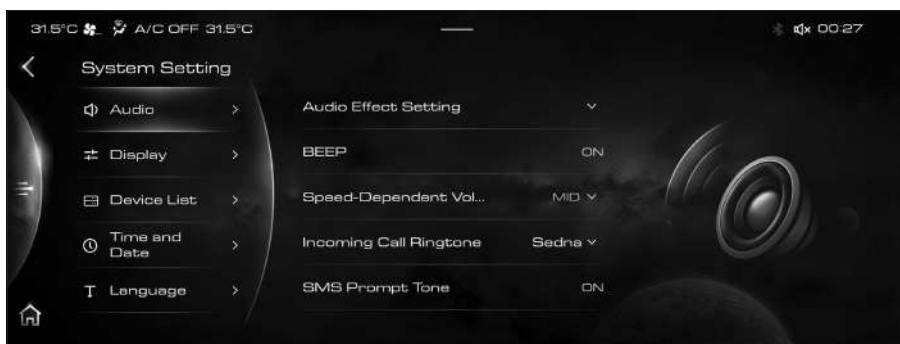 31.5°C A/C OFF 31.5°C 00:27
System Setting
Audio
Display
Device List
Time and
Date
T Language
Audio Effect Setting
BEEP ON
Speed-Dependent Vol... MID
Incoming Call Ringtone Sedna
SMS Prompt Tone ON